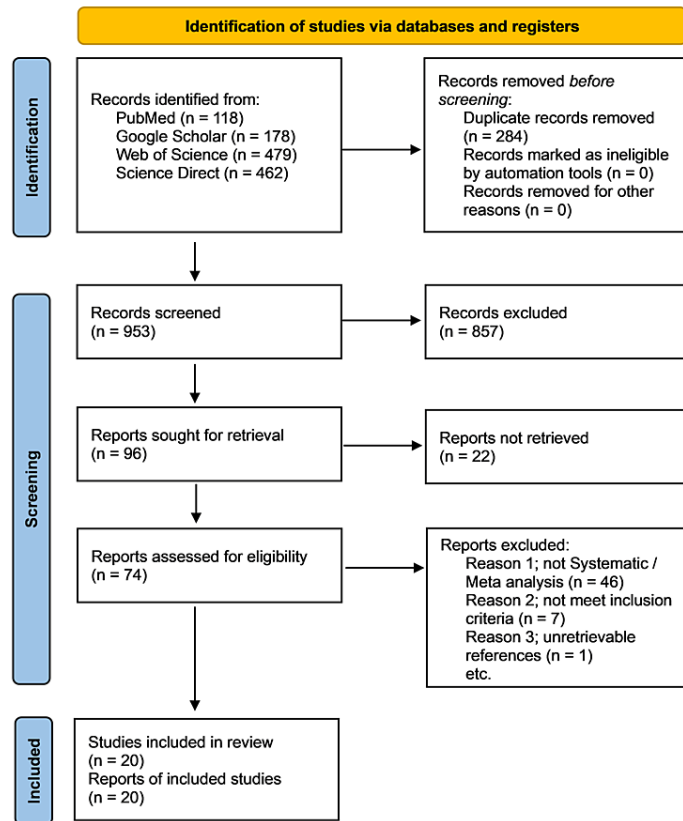 Identification of studies via databases and registers
Identification
Records identified from:
PubMed (n = 118)
Google Scholar (n = 178)
Web of Science (n = 479)
Science Direct (n = 462)
Records removed before
screening:
Duplicate records removed
(n = 284)
Records marked as ineligible
by automation tools (n = 0)
Records removed for other
reasons (n = 0)
Screening
Records screened
(n = 953)
Records excluded
(n = 857)
Reports sought for retrieval
(n = 96)
Reports not retrieved
(n = 22)
Reports assessed for eligibility
(n = 74)
Reports excluded:
Reason 1; not Systematic /
Meta analysis (n = 46)
Reason 2; not meet inclusion
criteria (n = 7)
Reason 3; unretrievable
references (n = 1)
etc.
Included
Studies included in review
(n = 20)
Reports of included studies
(n = 20)